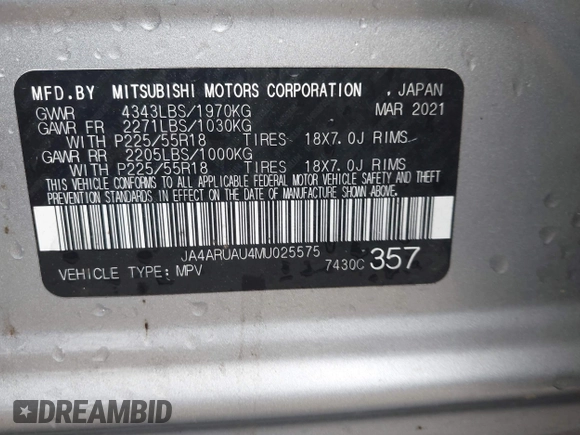 MFD.BY MITSUBISHI MOTORS CORPORATION , JAPAN
GVWR 4343LBS/1970KG MAR 2021
GAWR FR 2271LBS/1030KG
WITH P225/55R18 TIRES 18X7.0J RIMS
GAWR RR 2205LBS/1000KG
WITH P225/55R18 TIRES 18X7.0J RIMS
THIS VEHICLE CONFORMS TO ALL APPLICABLE FEDERAL MOTOR VEHICLE SAFETY AND THEFT
PREVENTION STANDARDS IN EFFECT ON THE DATE OF MANUFACTURE SHOWN ABOVE.
JA4ARUAU4MU025575
VEHICLE TYPE: MPV 7430C 357
DREAMBID